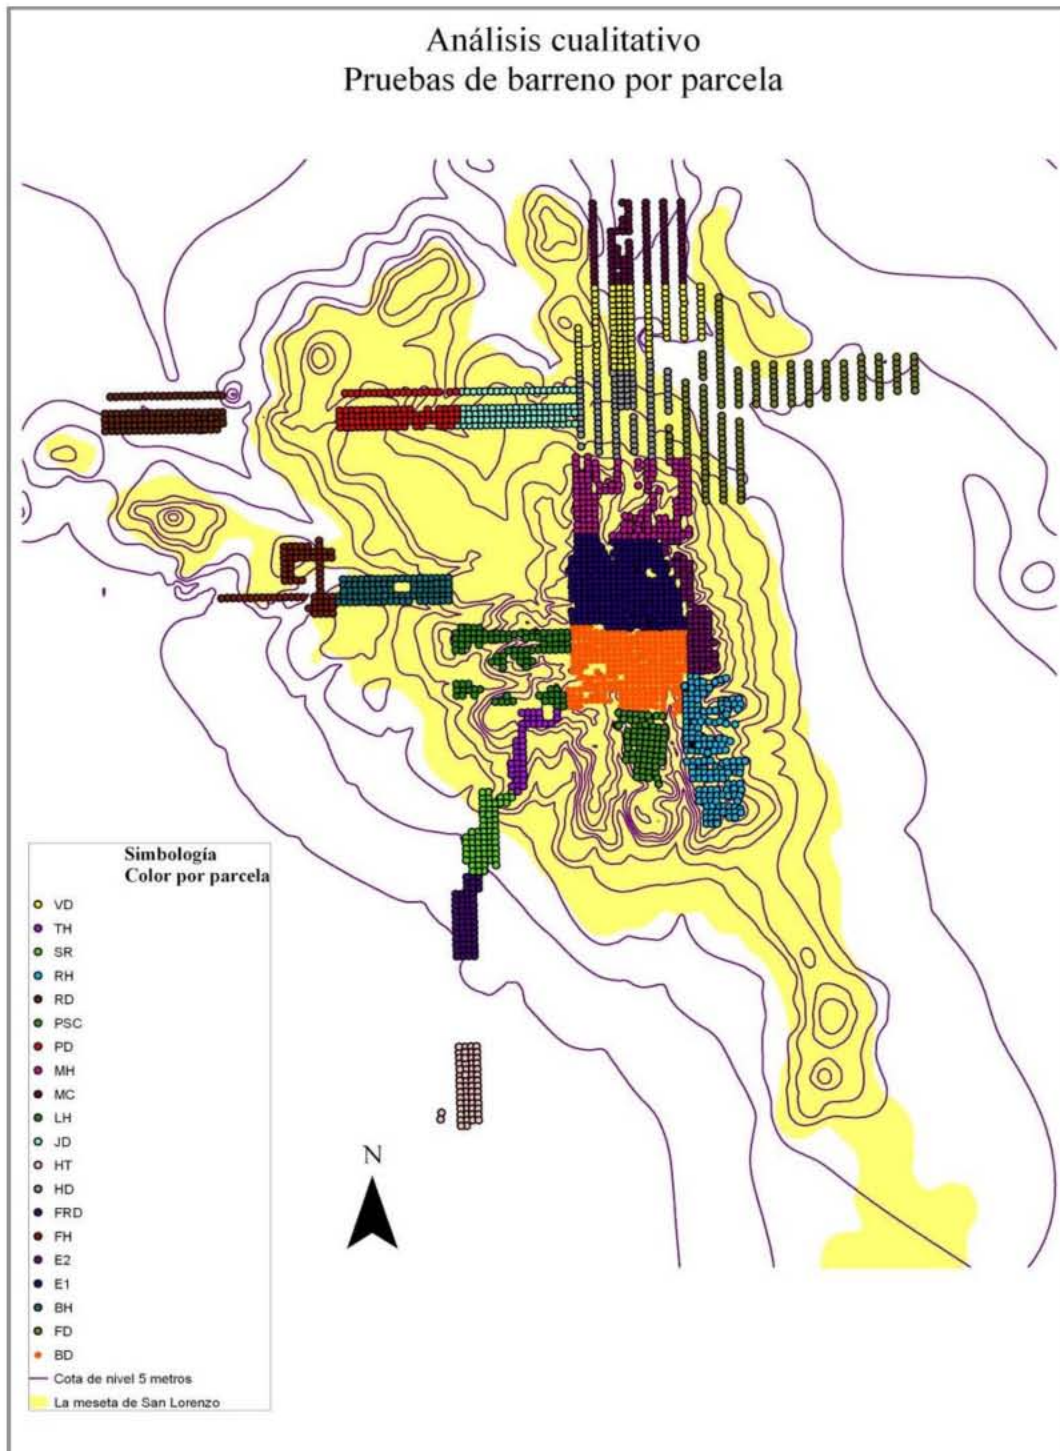 Análisis cualitativo
Pruebas de barreno por parcela
Simbología
Color por parcela
VD
TH
SR
RH
RD
PSC
PD
MH
MC
LH
JD
HT
HD
FRD
FH
E2
E1
BH
FD
BD
Cota de nivel 5 metros
La meseta de San Lorenzo
N